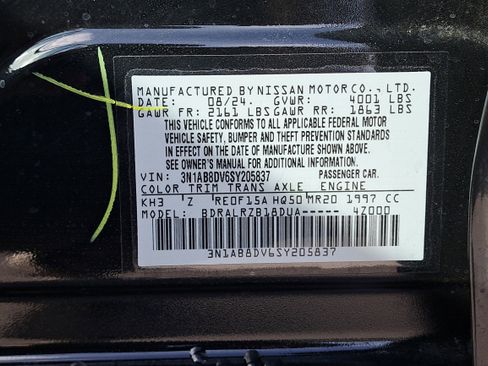 MANUFACTURED BY NISSAN MOTOR CO., LTD.
DATE: 08/24. GVWR: 4001 LBS
GAWR FR: 2161 LBS GAWR RR: 1863 LBS
THIS VEHICLE CONFORMS TO ALL APPLICABLE FEDERAL MOTOR
VEHICLE SAFETY, BUMPER AND THEFT PREVENTION STANDARDS
IN EFFECT ON THE DATE OF MANUFACTURE SHOWN ABOVE.
SEE OWNER'S MANUAL FOR ADDITIONAL INFORMATION.
VIN: 3N1AB8DV6SY205837 PASSENGER CAR.
COLOR TRIM TRANS AXLE ENGINE
KH3 Z RE0F15A HQ50 MR20 1997 CC
MODEL: BDRALRZB18DUA----- 4Z000
3N1AB8DV6SY205837